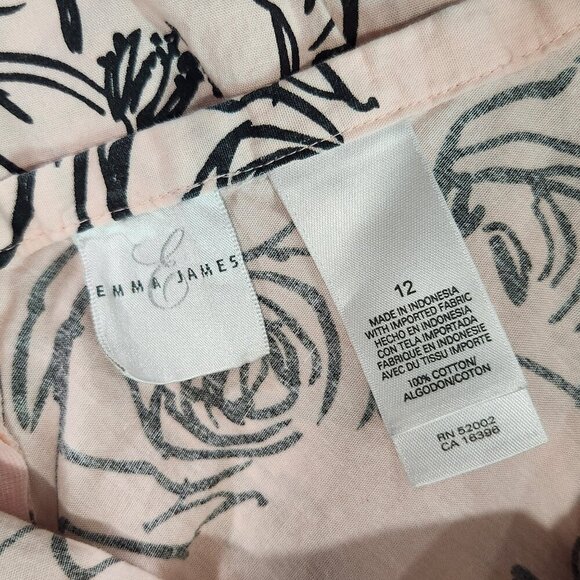 E
EMMA JAMES
12
MADE IN INDONESIA
WITH IMPORTED FABRIC
HECHO EN INDONESIA
CON TELA IMPORTADA
FABRIQUE EN INDONESIE
AVEC DU TISSU IMPORTE
100% COTTON/
ALGODON/COTON
RN 52002
CA 16396